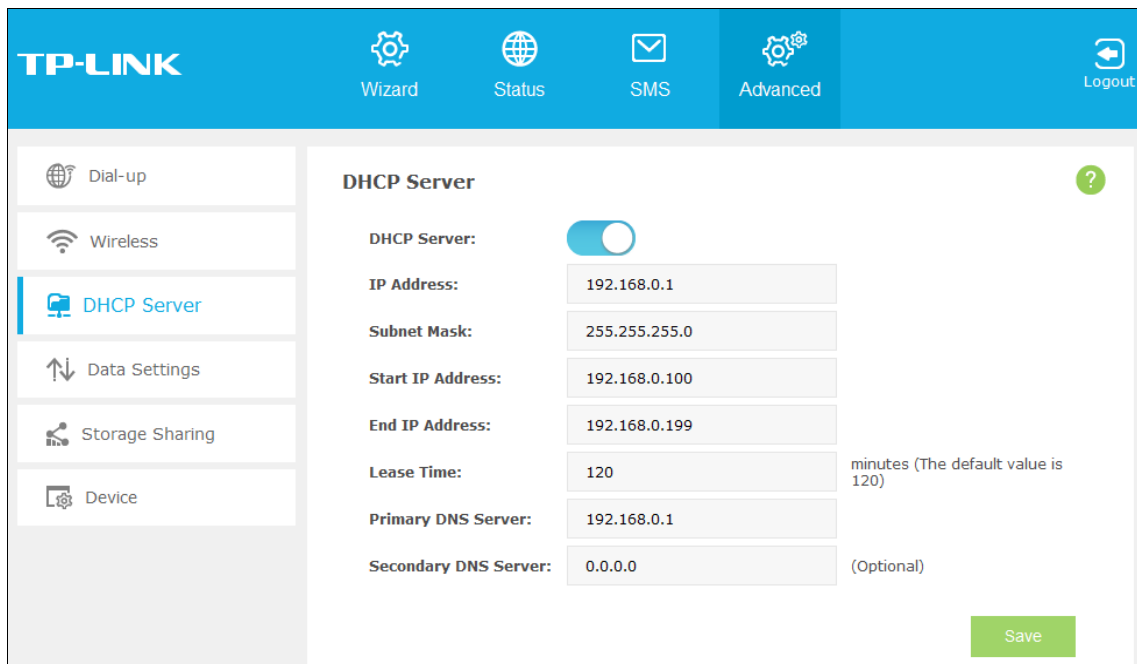 TP-LINK
Wizard
Status
SMS
Advanced
Logout
Dial-up
Wireless
DHCP Server
Data Settings
Storage Sharing
Device
DHCP Server
?
DHCP Server:
IP Address: 192.168.0.1
Subnet Mask: 255.255.255.0
Start IP Address: 192.168.0.100
End IP Address: 192.168.0.199
Lease Time: 120 minutes (The default value is
120)
Primary DNS Server: 192.168.0.1
Secondary DNS Server: 0.0.0.0 (Optional)
Save